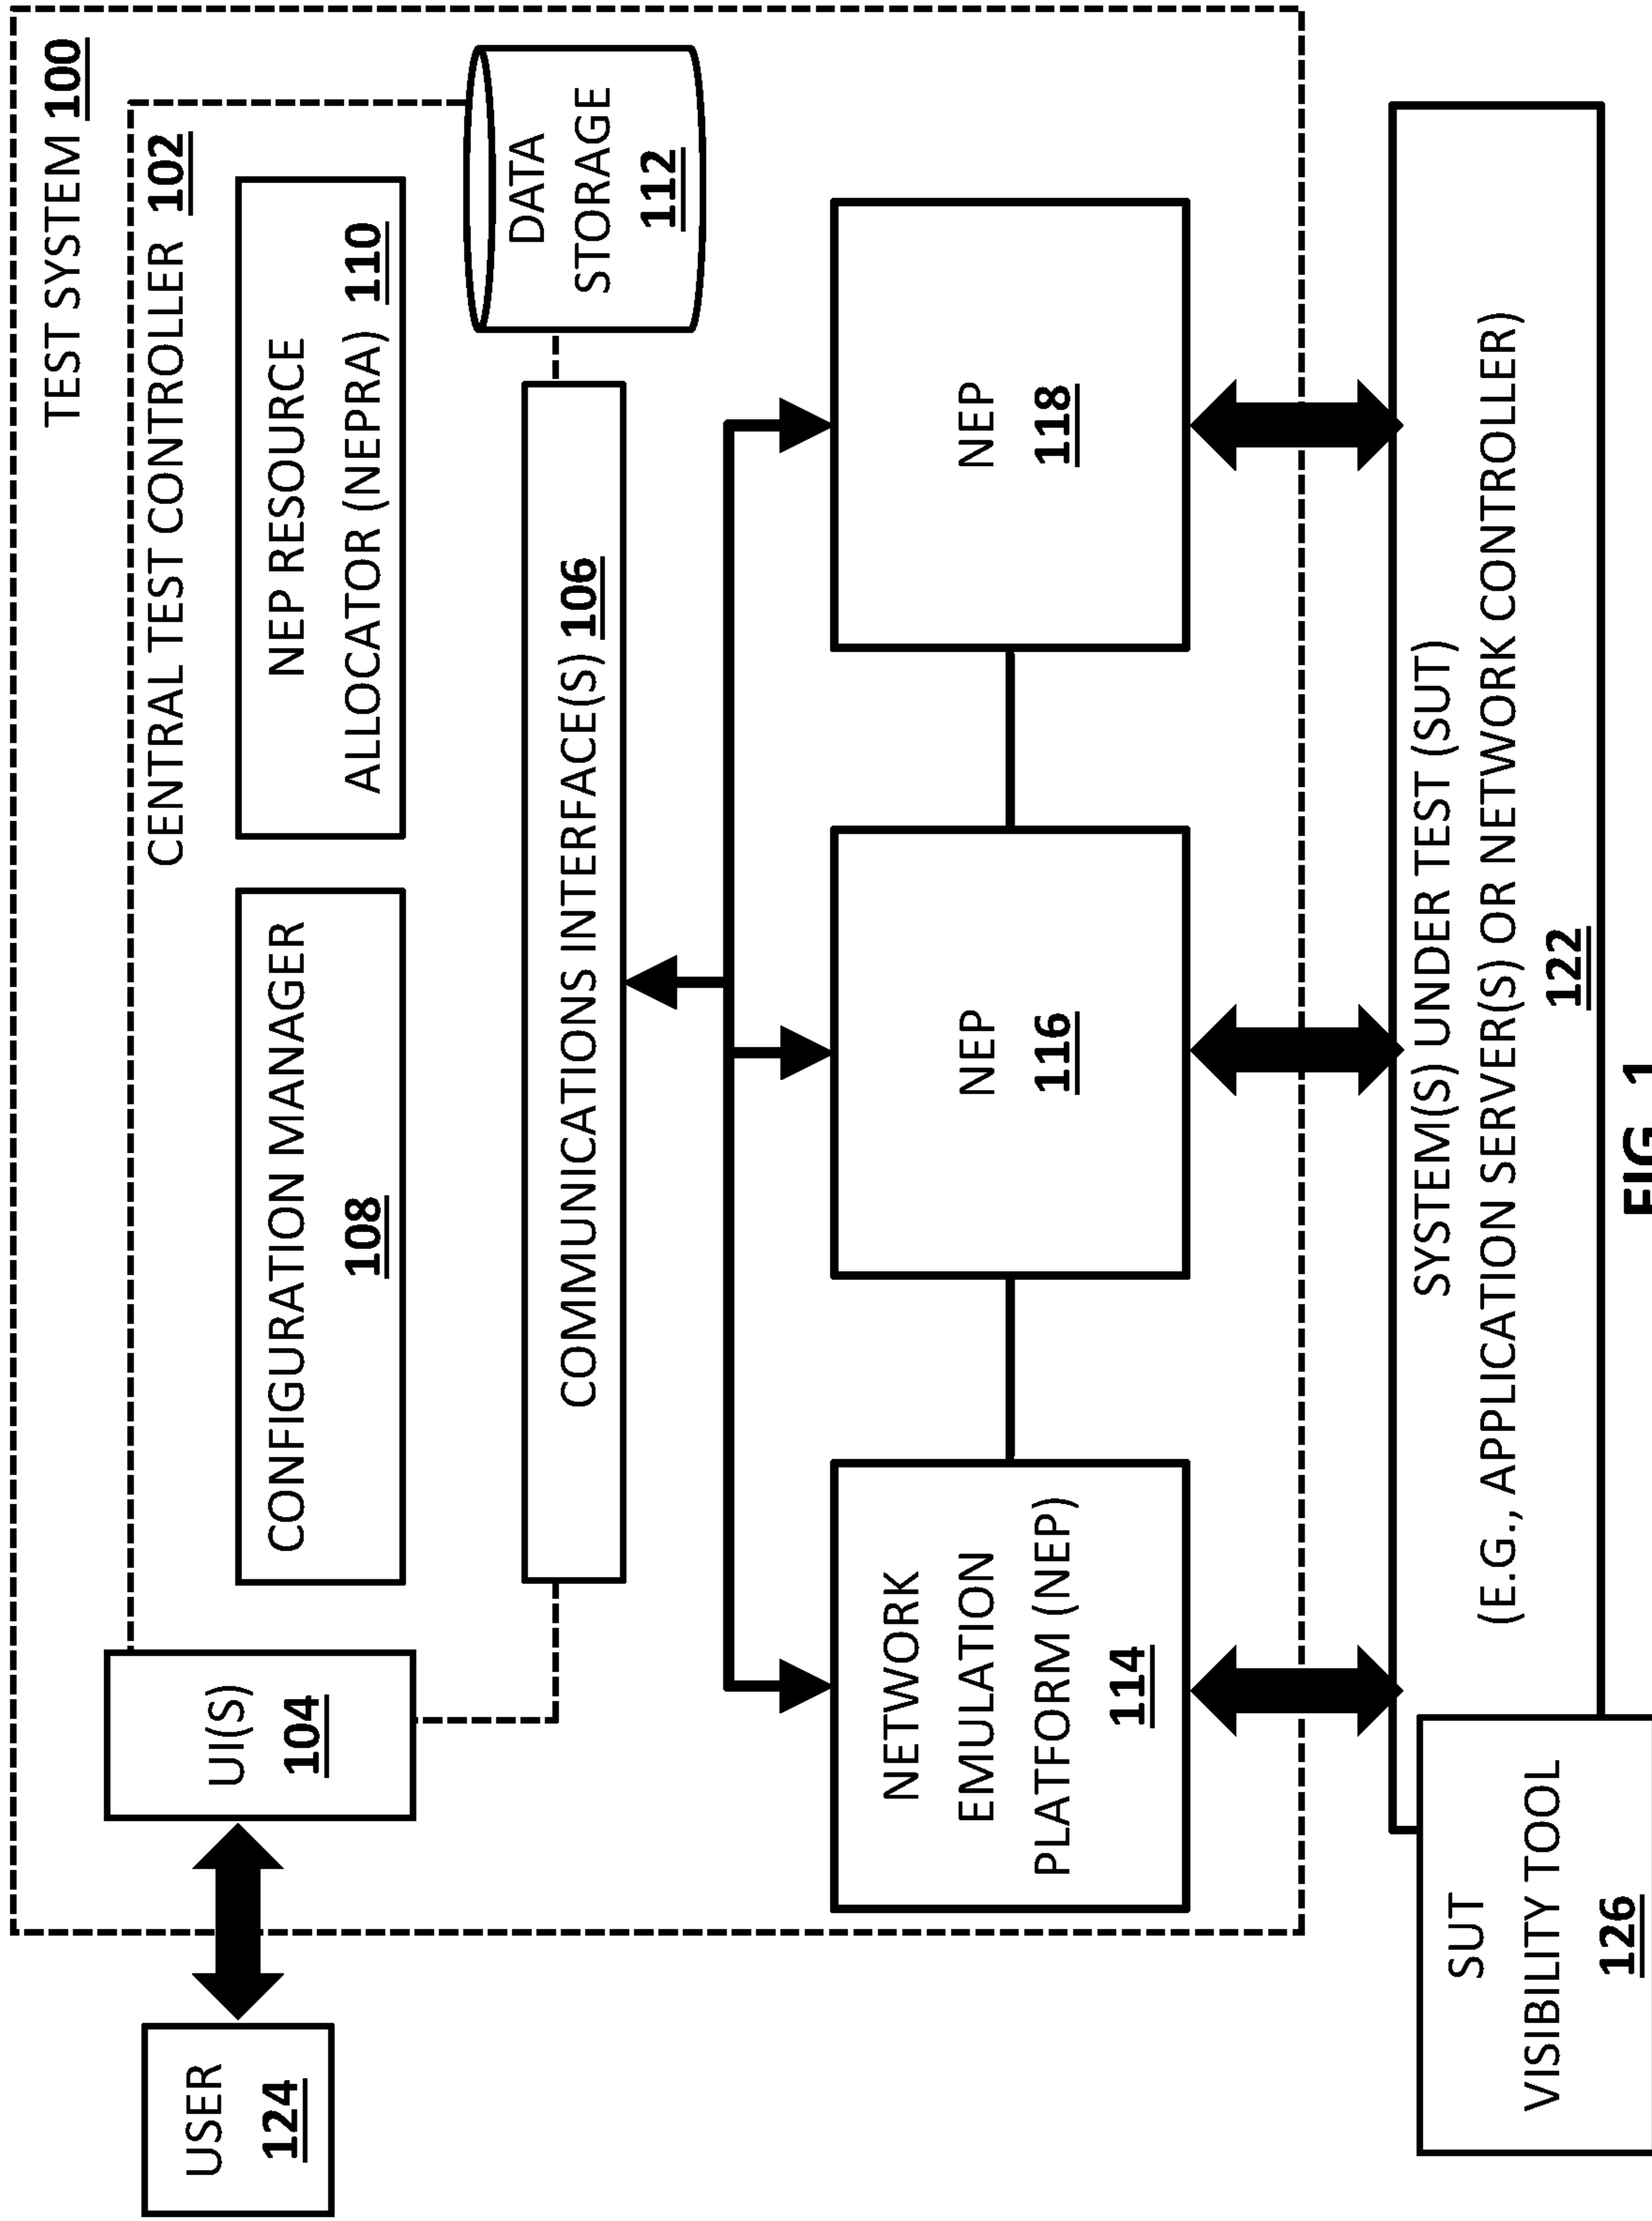 TEST SYSTEM 100
CENTRAL TEST CONTROLLER 102
USER
124
UI(S)
104
CONFIGURATION MANAGER
108
NEP RESOURCE
ALLOCATOR (NEPRA) 110
COMMUNICATIONS INTERFACE(S) 106
DATA
STORAGE
112
NETWORK
EMULATION
PLATFORM (NEP)
114
NEP
116
NEP
118
SYSTEM(S) UNDER TEST (SUT)
(E.G., APPLICATION SERVER(S) OR NETWORK CONTROLLER)
122
SUT
VISIBILITY TOOL
126
FIG. 1